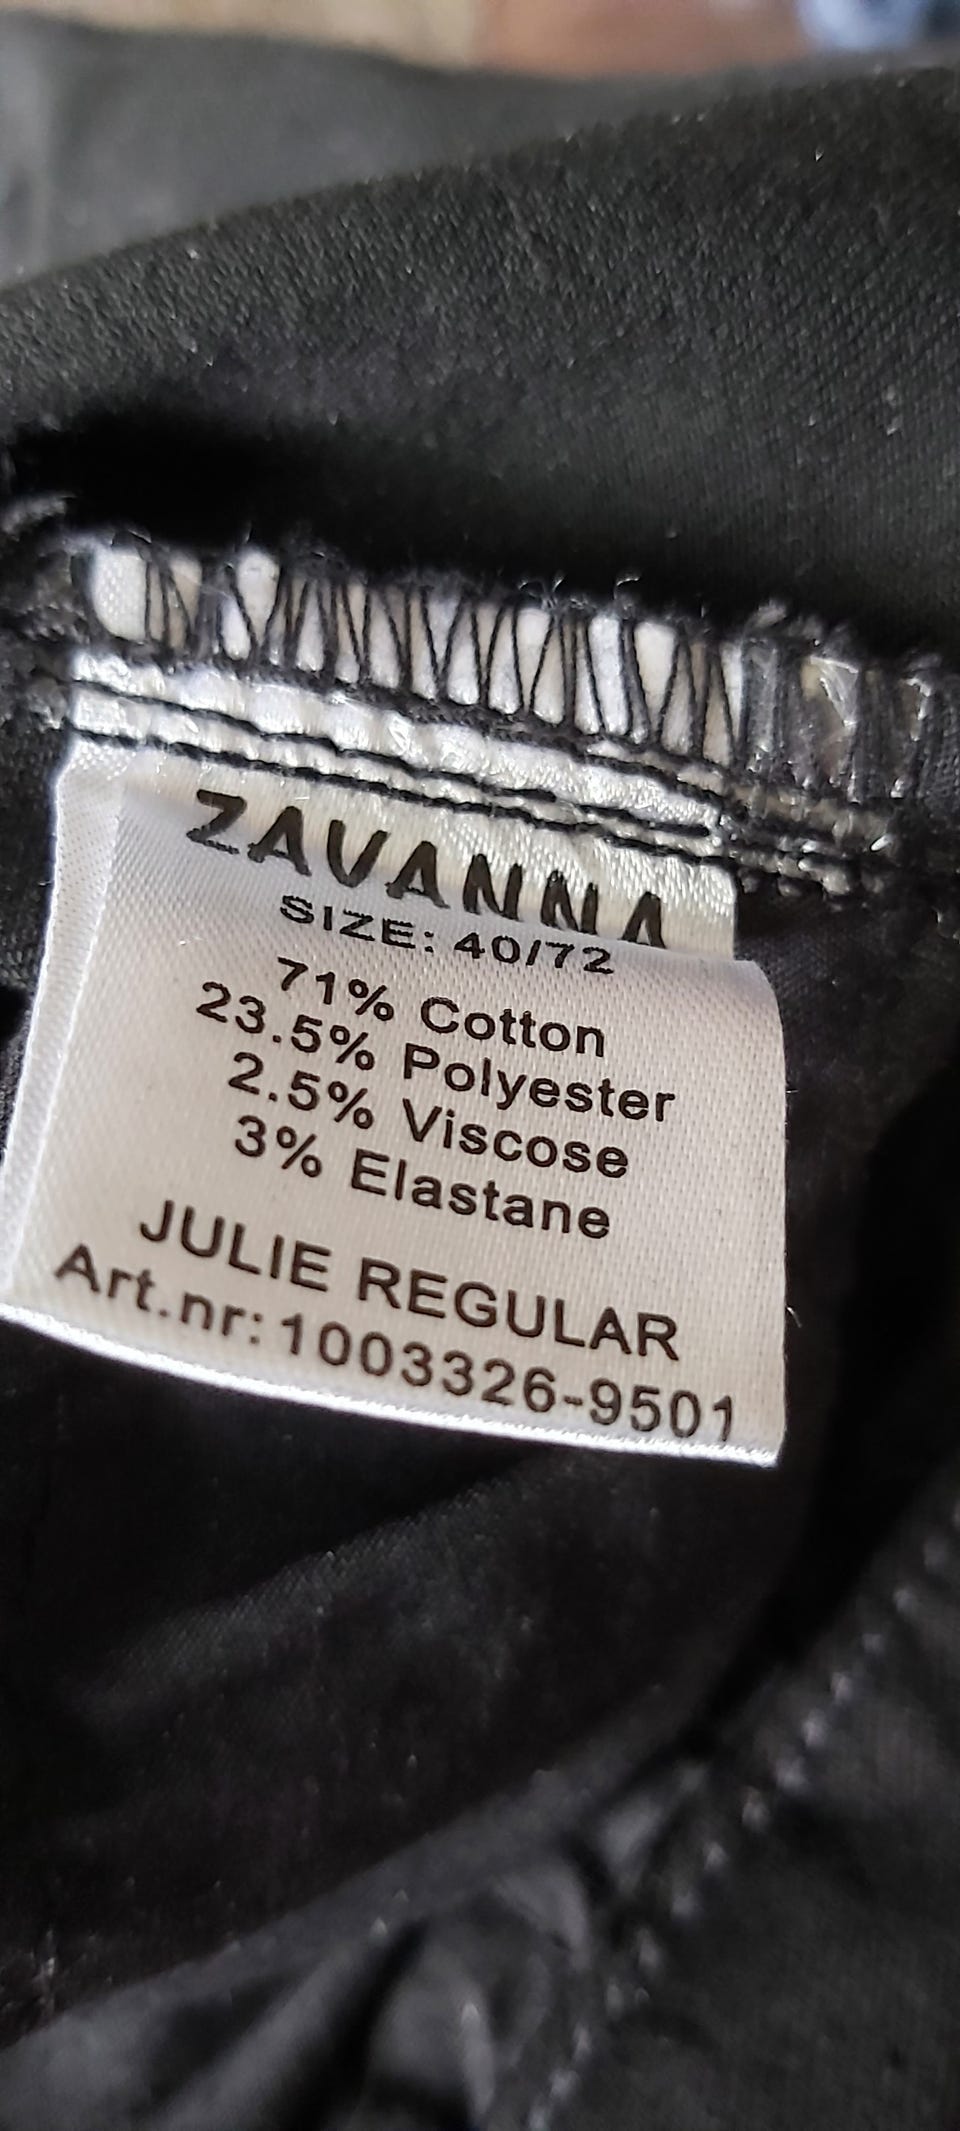 ZAVANNA
SIZE: 40/72
71% Cotton
23.5% Polyester
2.5% Viscose
3% Elastane
JULIE REGULAR
Art.nr:1003326-9501